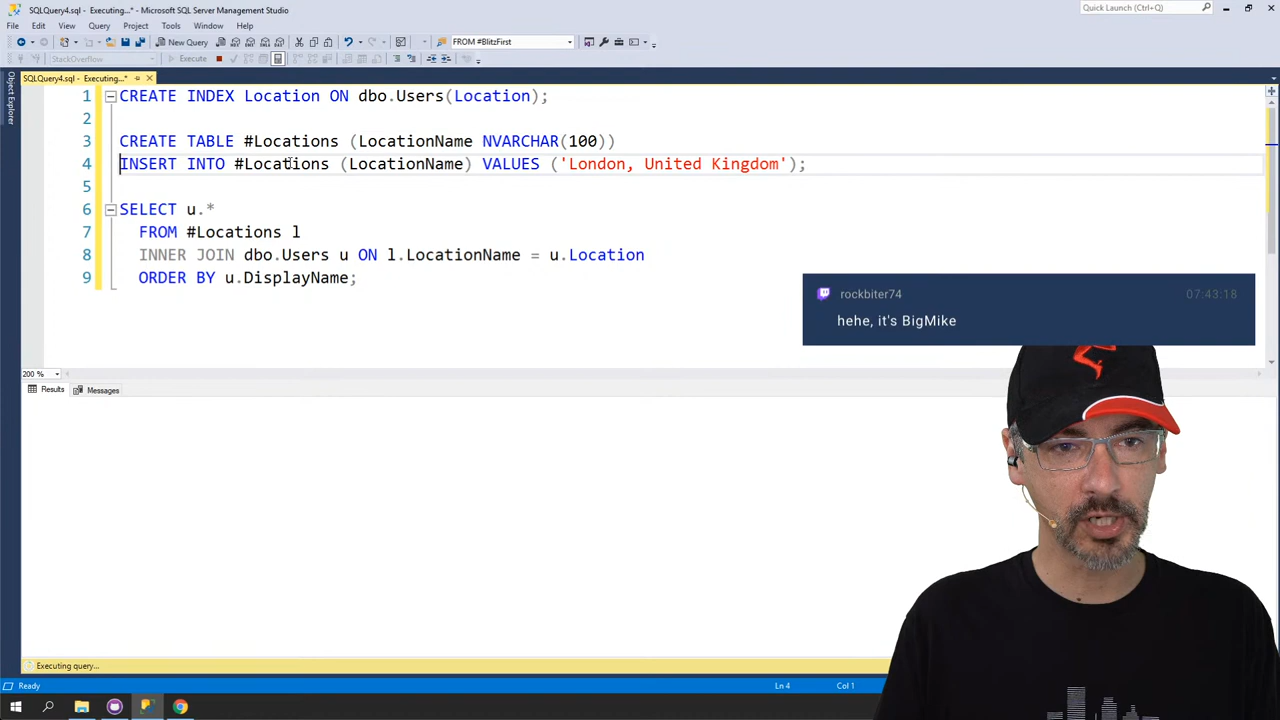 SQLQuery4.sql - Executing...* - Microsoft SQL Server Management Studio
Quick Launch (Ctrl+Q)
File Edit View Query Project Tools Window Help
New Query
FROM #BlitzFirst
StackOverflow
Execute
SQLQuery4.sql - Executing...*
Object Explorer
1 CREATE INDEX Location ON dbo.Users(Location);
2
3 CREATE TABLE #Locations (LocationName NVARCHAR(100))
4 INSERT INTO #Locations (LocationName) VALUES ('London, United Kingdom');
5
6 SELECT u.*
7 FROM #Locations l
8 INNER JOIN dbo.Users u ON l.LocationName = u.Location
9 ORDER BY u.DisplayName;
rockbiter74 07:43:18
hehe, it's BigMike
200 %
Results Messages
Executing query...
Ready Ln 4 Col 1